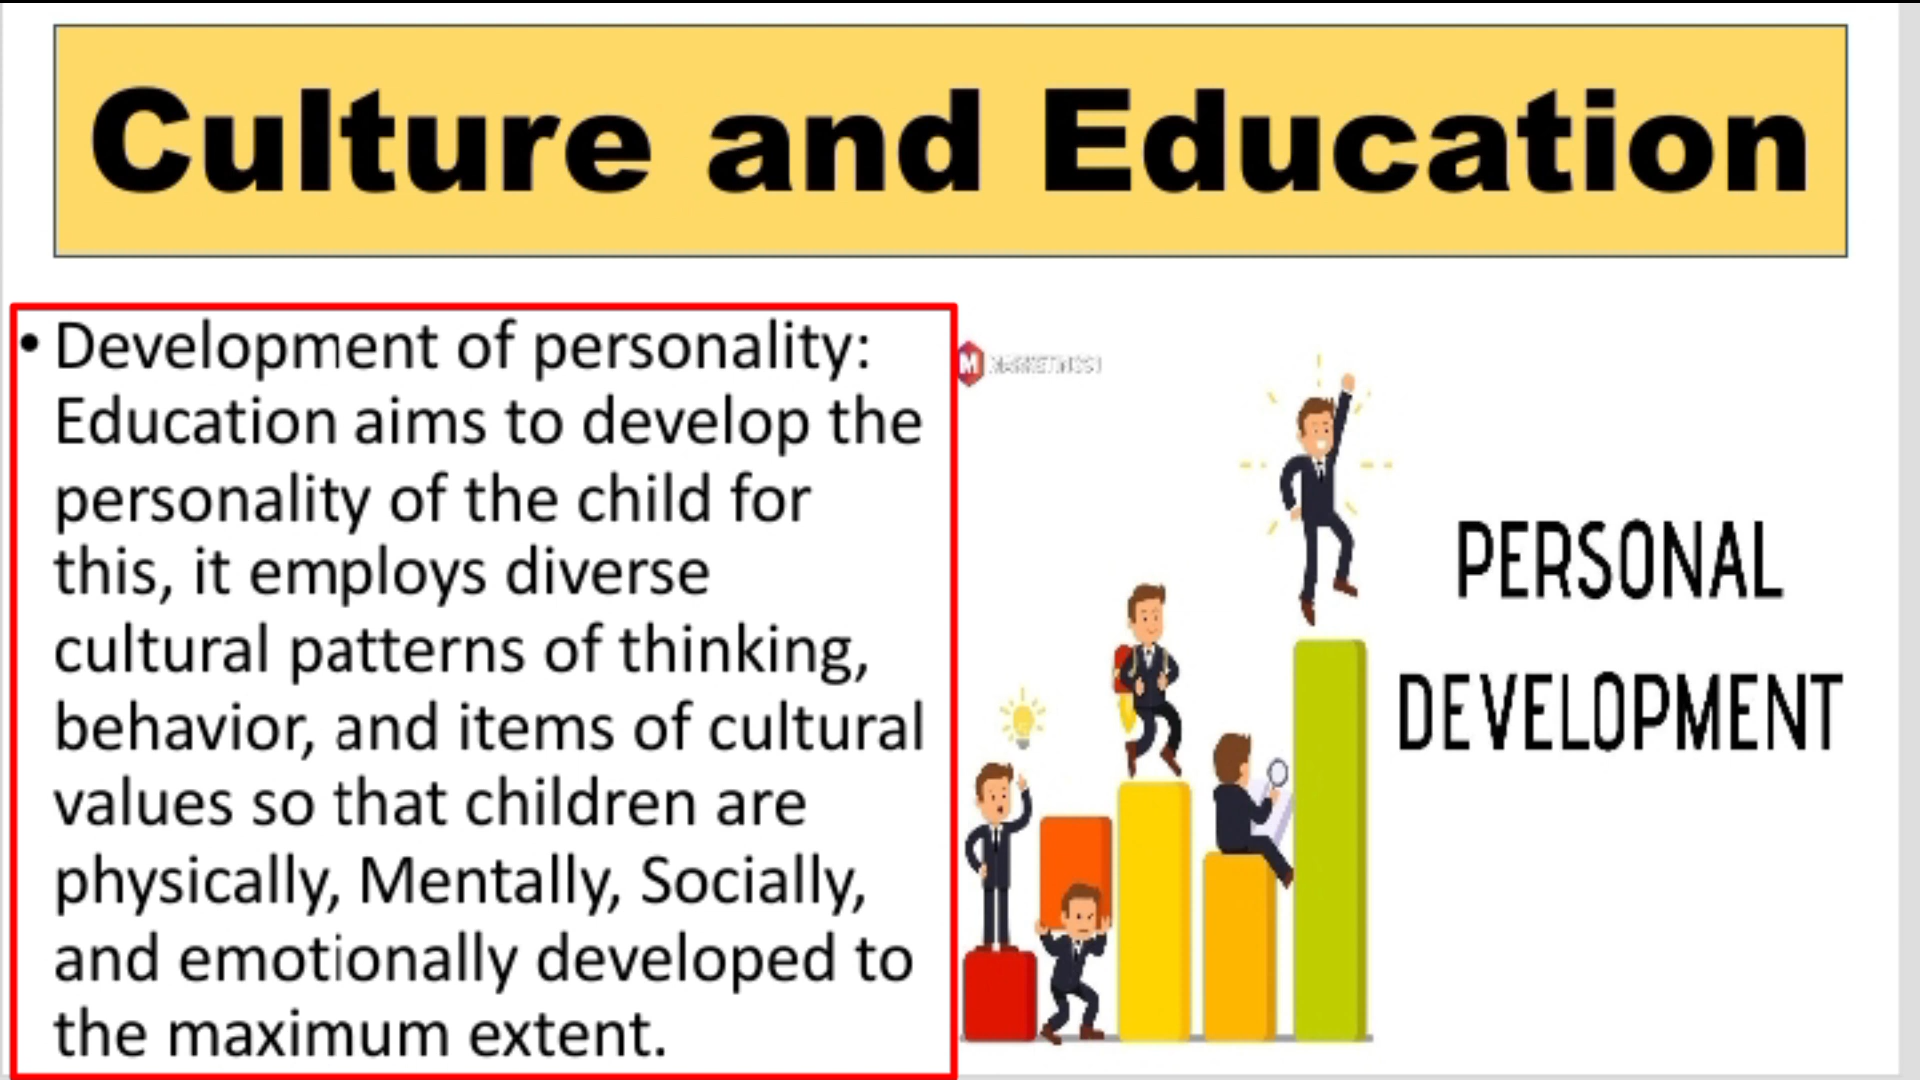 Culture and Education
• Development of personality:
Education aims to develop the
personality of the child for
this, it employs diverse
cultural patterns of thinking,
behavior, and items of cultural
values so that children are
physically, Mentally, Socially,
and emotionally developed to
the maximum extent.
M MARKETING91
PERSONAL
DEVELOPMENT